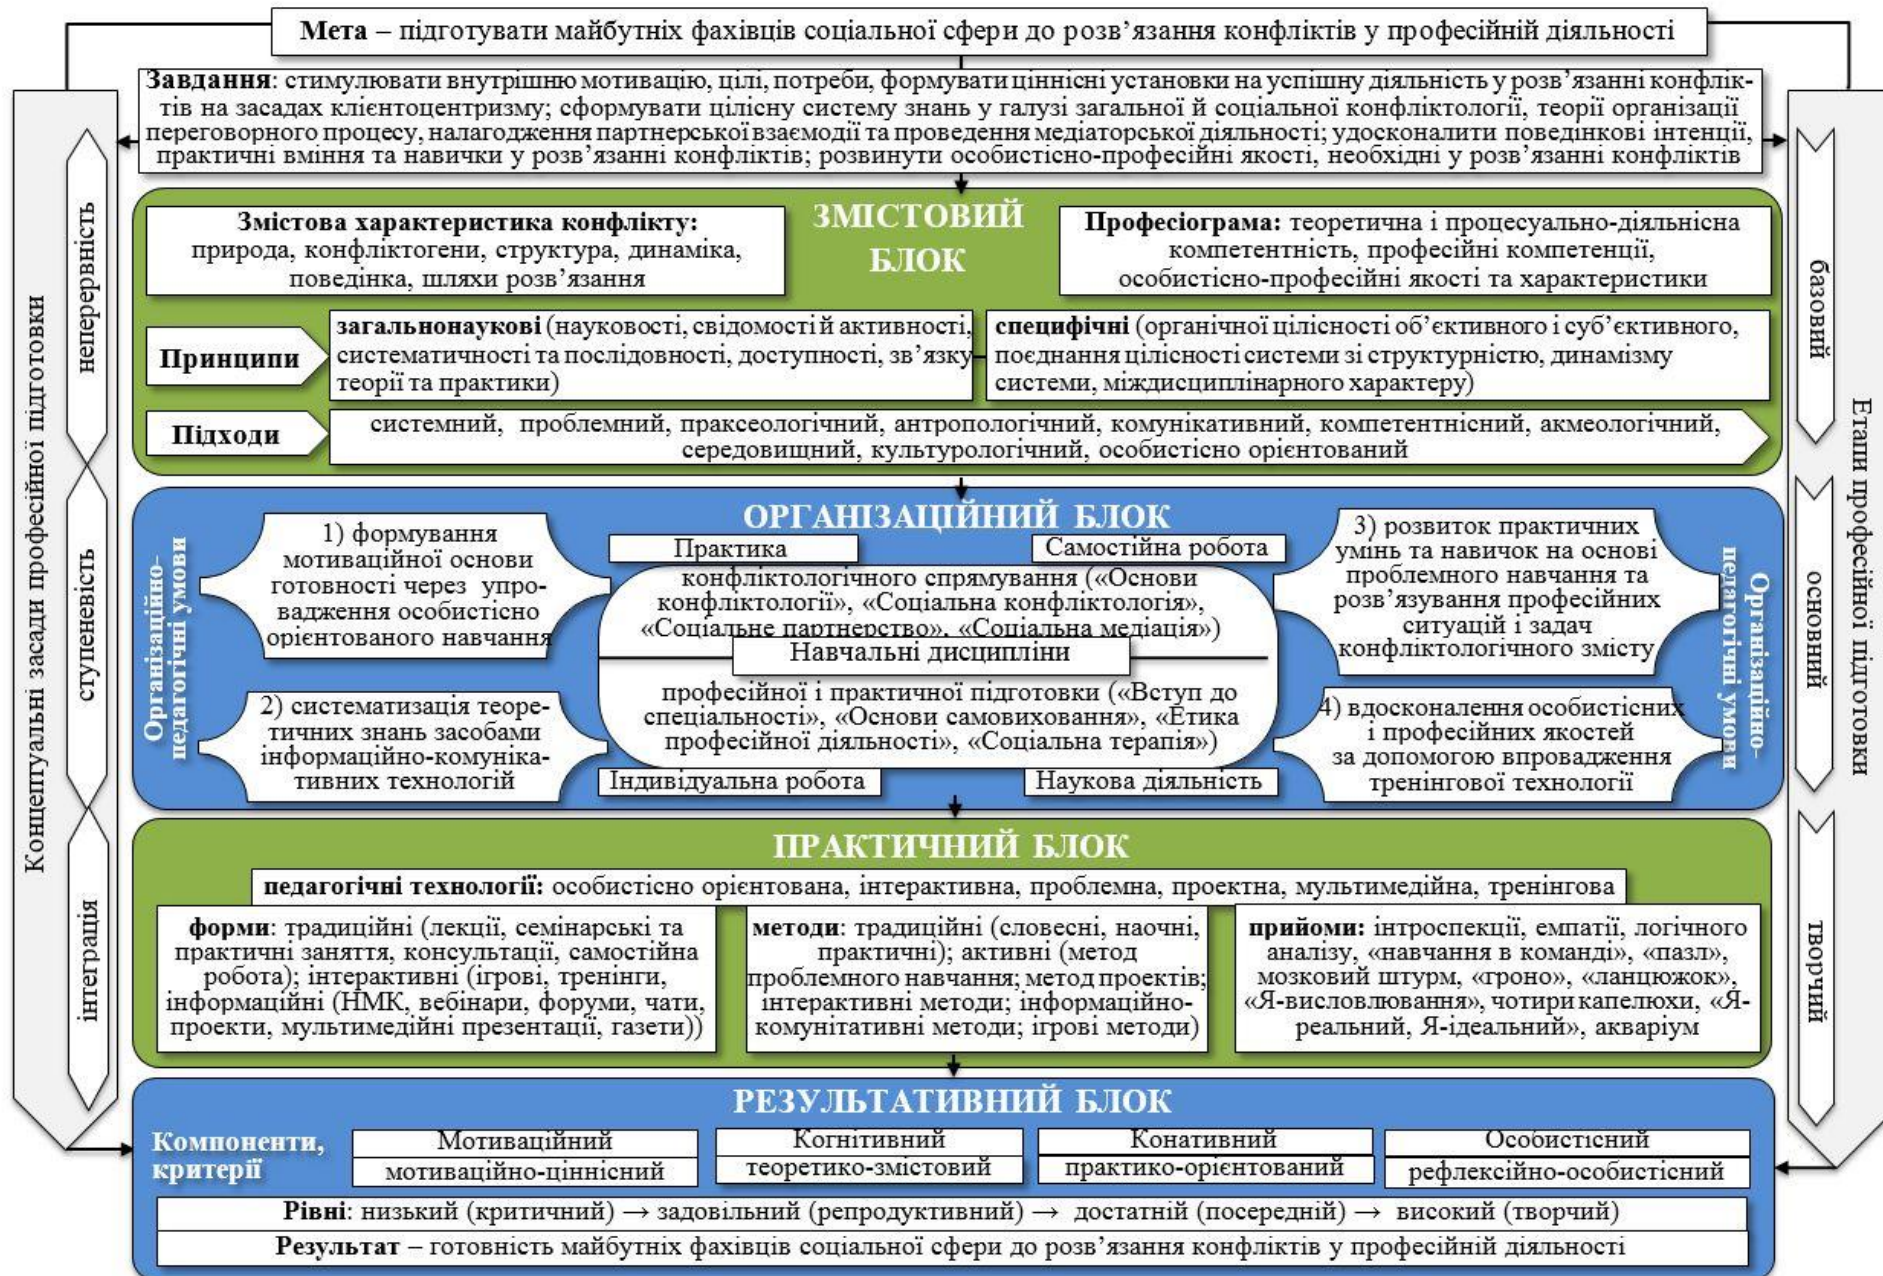 Мета – підготувати майбутніх фахівців соціальної сфери до розв’язання конфліктів у професійній діяльності
Завдання: стимулювати внутрішню мотивацію, цілі, потреби, формувати ціннісні установки на успішну діяльність у розв’язанні конфлік-
тів на засадах клієнтоцентризму; сформувати цілісну систему знань у галузі загальної й соціальної конфліктології, теорії організації
переговорного процесу, налагодження партнерської взаємодії та проведення медіаторської діяльності; удосконалити поведінкові інтенції,
практичні вміння та навички у розв’язанні конфліктів; розвинути особистісно-професійні якості, необхідні у розв’язанні конфліктів
Концептуальні засади професійної підготовки
неперервність
ступеневість
інтеграція
ЗМІСТОВИЙ
БЛОК
Змістова характеристика конфлікту:
природа, конфліктогени, структура, динаміка,
поведінка, шляхи розв’язання
Професіограма: теоретична і процесуально-діяльнісна
компетентність, професійні компетенції,
особистісно-професійні якості та характеристики
Принципи
загальнонаукові (науковості, свідомості й активності,
систематичності та послідовності, доступності, зв’язку
теорії та практики)
специфічні (органічної цілісності об’єктивного і суб’єктивного,
поєднання цілісності системи зі структурністю, динамізму
системи, міждисциплінарного характеру)
Підходи
системний, проблемний, праксеологічний, антропологічний, комунікативний, компетентнісний, акмеологічний,
середовищний, культурологічний, особистісно орієнтований
ОРГАНІЗАЦІЙНИЙ БЛОК
Організаційно-
педагогічні умови
1) формування
мотиваційної основи
готовності через упро-
вадження особистісно
орієнтованого навчання
2) систематизація теоре-
тичних знань засобами
інформаційно-комуніка-
тивних технологій
Практика
Самостійна робота
конфліктологічного спрямування («Основи
конфліктології», «Соціальна конфліктологія»,
«Соціальне партнерство», «Соціальна медіація»)
Навчальні дисципліни
професійної і практичної підготовки («Вступ до
спеціальності», «Основи самовиховання», «Етика
професійної діяльності», «Соціальна терапія»)
Індивідуальна робота
Наукова діяльність
3) розвиток практичних
умінь та навичок на основі
проблемного навчання та
розв’язування професійних
ситуацій і задач
конфліктологічного змісту
4) вдосконалення особистісних
і професійних якостей
за допомогою впровадження
тренінгової технології
Організаційно-
педагогічні умови
ПРАКТИЧНИЙ БЛОК
педагогічні технології: особистісно орієнтована, інтерактивна, проблемна, проектна, мультимедійна, тренінгова
форми: традиційні (лекції, семінарські та
практичні заняття, консультації, самостійна
робота); інтерактивні (ігрові, тренінги,
інформаційні (НМК, вебінари, форуми, чати,
проекти, мультимедійні презентації, газети))
методи: традиційні (словесні, наочні,
практичні); активні (метод
проблемного навчання; метод проектів;
інтерактивні методи; інформаційно-
комунітативні методи; ігрові методи)
прийоми: інтроспекції, емпатії, логічного
аналізу, «навчання в команді», «пазл»,
мозковий штурм, «гроно», «ланцюжок»,
«Я-висловлювання», чотири капелюхи, «Я-
реальний, Я-ідеальний», акваріум
РЕЗУЛЬТАТИВНИЙ БЛОК
Компоненти,
критерії
Мотиваційний
мотиваційно-ціннісний
Когнітивний
теоретико-змістовий
Конативний
практико-орієнтований
Особистісний
рефлексійно-особистісний
Рівні: низький (критичний) → задовільний (репродуктивний) → достатній (посередній) → високий (творчий)
Результат – готовність майбутніх фахівців соціальної сфери до розв’язання конфліктів у професійній діяльності
базовий
основний
творчий
Етапи професійної підготовки